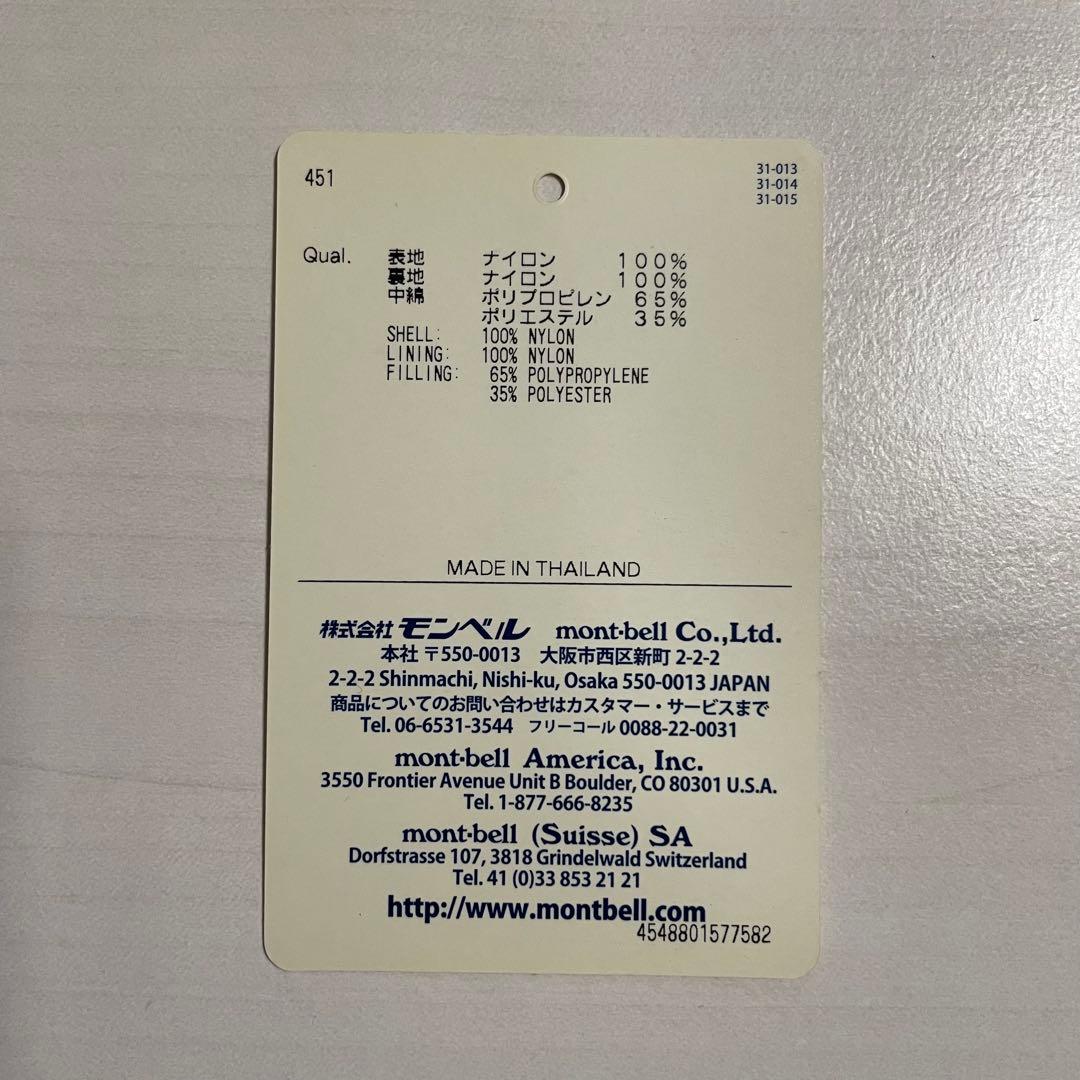 451
31-013
31-014
31-015
Qual. 表地 ナイロン 100%
裏地 ナイロン 100%
中綿 ポリプロピレン 65%
ポリエステル 35%
SHELL: 100% NYLON
LINING: 100% NYLON
FILLING: 65% POLYPROPYLENE
35% POLYESTER
MADE IN THAILAND
株式会社 モンベル mont-bell Co.,Ltd.
本社 〒550-0013 大阪市西区新町 2-2-2
2-2-2 Shinmachi, Nishi-ku, Osaka 550-0013 JAPAN
商品についてのお問い合わせはカスタマー・サービスまで
Tel. 06-6531-3544 フリーコール 0088-22-0031
mont-bell America, Inc.
3550 Frontier Avenue Unit B Boulder, CO 80301 U.S.A.
Tel. 1-877-666-8235
mont-bell (Suisse) SA
Dorfstrasse 107, 3818 Grindelwald Switzerland
Tel. 41 (0)33 853 21 21
http://www.montbell.com
4548801577582